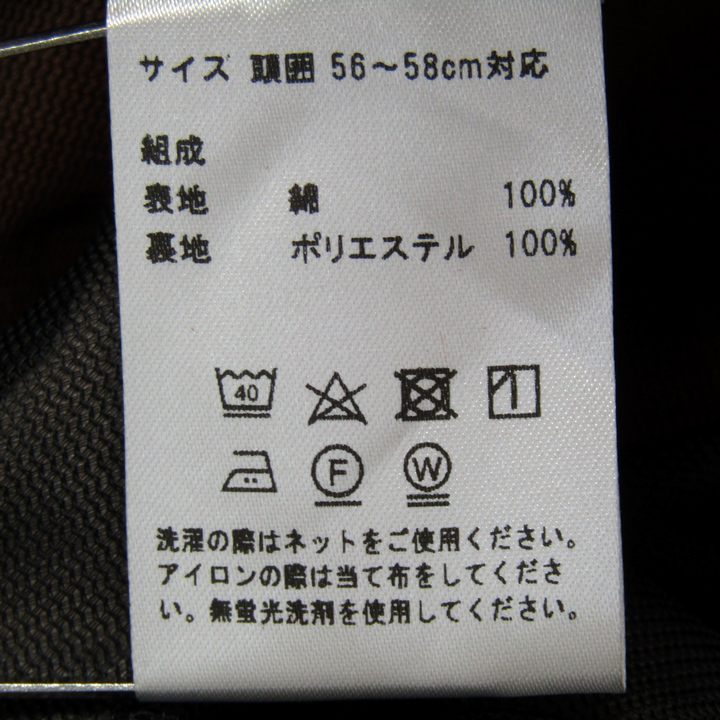 サイズ 頭囲 56～58cm対応
組成
表地 綿 100%
裏地 ポリエステル 100%
40
F W
洗濯の際はネットをご使用ください。
アイロンの際は当て布をしてくださ
い。無蛍光洗剤を使用してください。